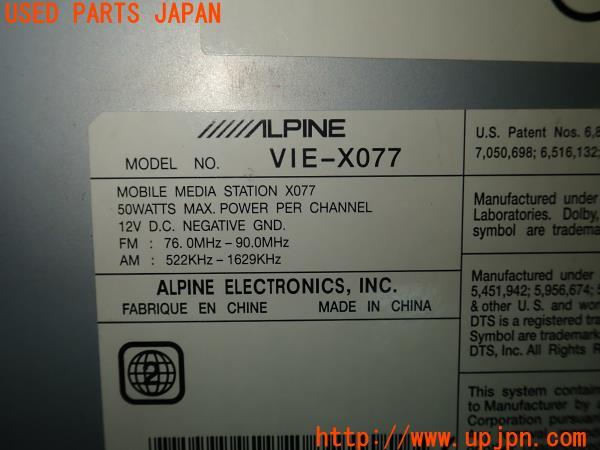 USED PARTS JAPAN
ALPINE
MODEL NO. VIE-X077
MOBILE MEDIA STATION X077
50WATTS MAX. POWER PER CHANNEL
12V D.C. NEGATIVE GND.
FM : 76.0MHz – 90.0MHz
AM : 522KHz – 1629KHz
ALPINE ELECTRONICS, INC.
FABRIQUE EN CHINE MADE IN CHINA
2
U.S. Patent Nos. 6,8
7,050,698; 6,516,132;
Manufactured under
Laboratories. Dolby,
symbol are tradema
Manufactured under
5,451,942; 5,956,674; 5
& other U.S. and wor
DTS is a registered tra
Symbol are trademark
DTS, Inc. All Rights R
This system contain
to Manufacturer by
Corporation pursuan
http://www.upjpn.com/